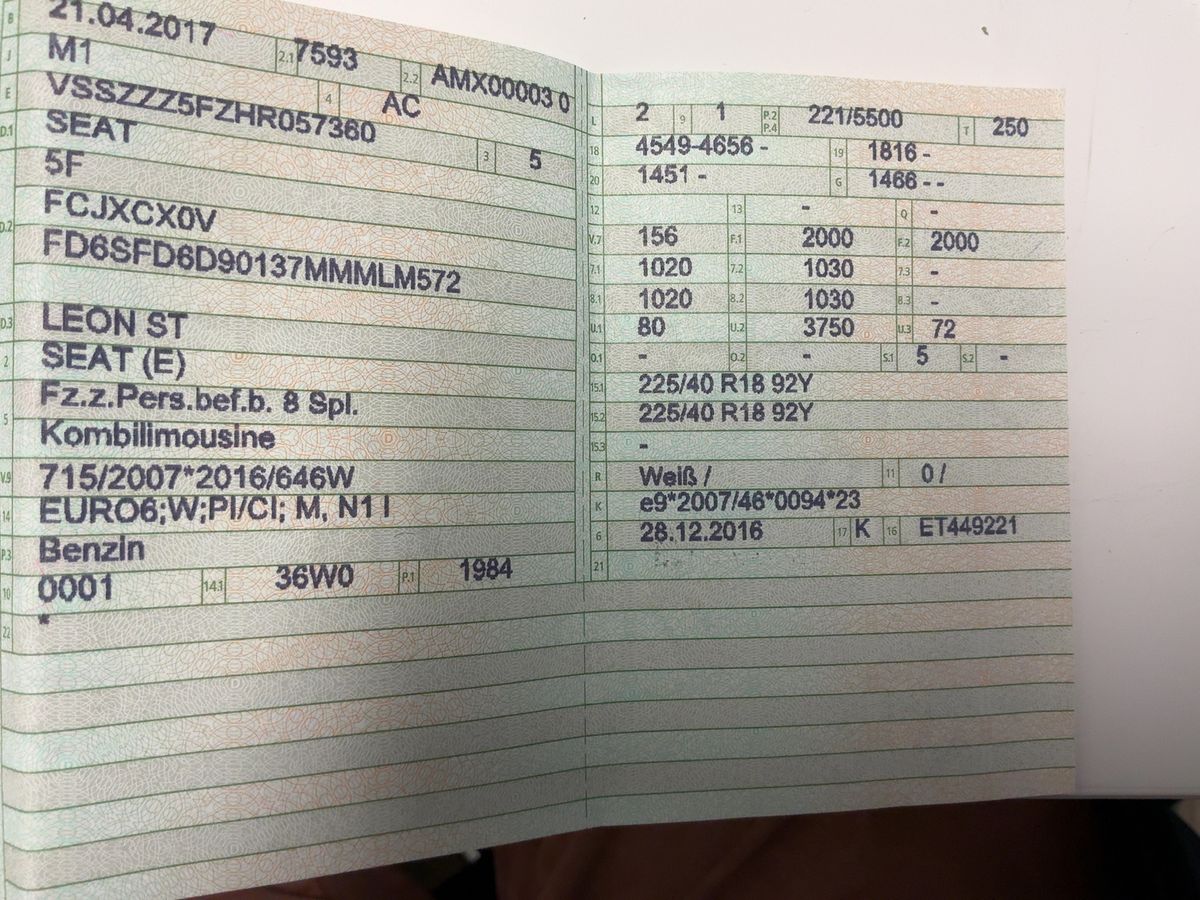 B 21.04.2017 2.1 7593 2.2 AMX00003 0
J M1 4 AC
E VSSZZZ5FZHR057360 3 5
D.1 SEAT
5F
D.2 FCJXCX0V
FD6SFD6D90137MMMLM572
D.3 LEON ST
2 SEAT (E)
5 Fz.z.Pers.bef.b. 8 Spl.
Kombilimousine
V.9 715/2007*2016/646W
14 EURO6;W;PI/CI; M, N1 I
P.3 Benzin
10 0001 14.1 36W0 P.1 1984
22 *
L 2 9 1 P.2 P.4 221/5500 T 250
18 4549-4656 - 19 1816 -
20 1451 - G 1466 - -
12 13 - Q -
V.7 156 F.1 2000 F.2 2000
7.1 1020 7.2 1030 7.3 -
8.1 1020 8.2 1030 8.3 -
U.1 80 U.2 3750 U.3 72
O.1 - O.2 - S.1 5 S.2 -
15.1 225/40 R18 92Y
15.2 225/40 R18 92Y
15.3 -
R Weiß / 11 0 /
K e9*2007/46*0094*23
6 28.12.2016 17 K 16 ET449221
21